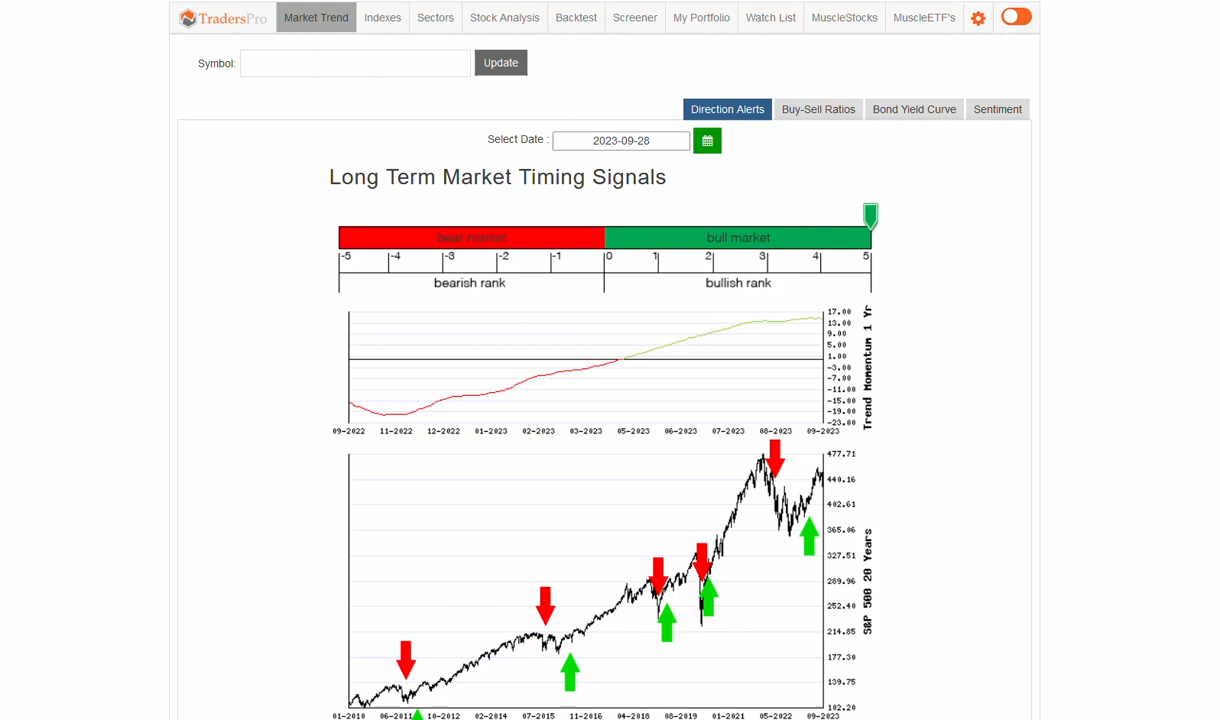 TradersPro Market Trend Indexes Sectors Stock Analysis Backtest Screener My Portfolio Watch List MuscleStocks MuscleETF's
Symbol: Update
Direction Alerts Buy-Sell Ratios Bond Yield Curve Sentiment
Select Date : 2023-09-28
Long Term Market Timing Signals
bear market bull market
-5 -4 -3 -2 -1 0 1 2 3 4 5
bearish rank bullish rank
17.00
13.00
9.00
5.00
1.00
-3.00
-7.00
-11.00
-15.00
-19.00
-23.00
Trend Momentum 1 Yr
09-2022 11-2022 12-2022 01-2023 02-2023 03-2023 05-2023 06-2023 07-2023 08-2023 09-2023
477.71
440.16
402.61
365.06
327.51
289.96
252.40
214.85
177.30
139.75
102.20
S&P 500 20 Years
01-2010 06-2011 10-2012 02-2014 07-2015 11-2016 04-2018 08-2019 01-2021 05-2022 09-2023